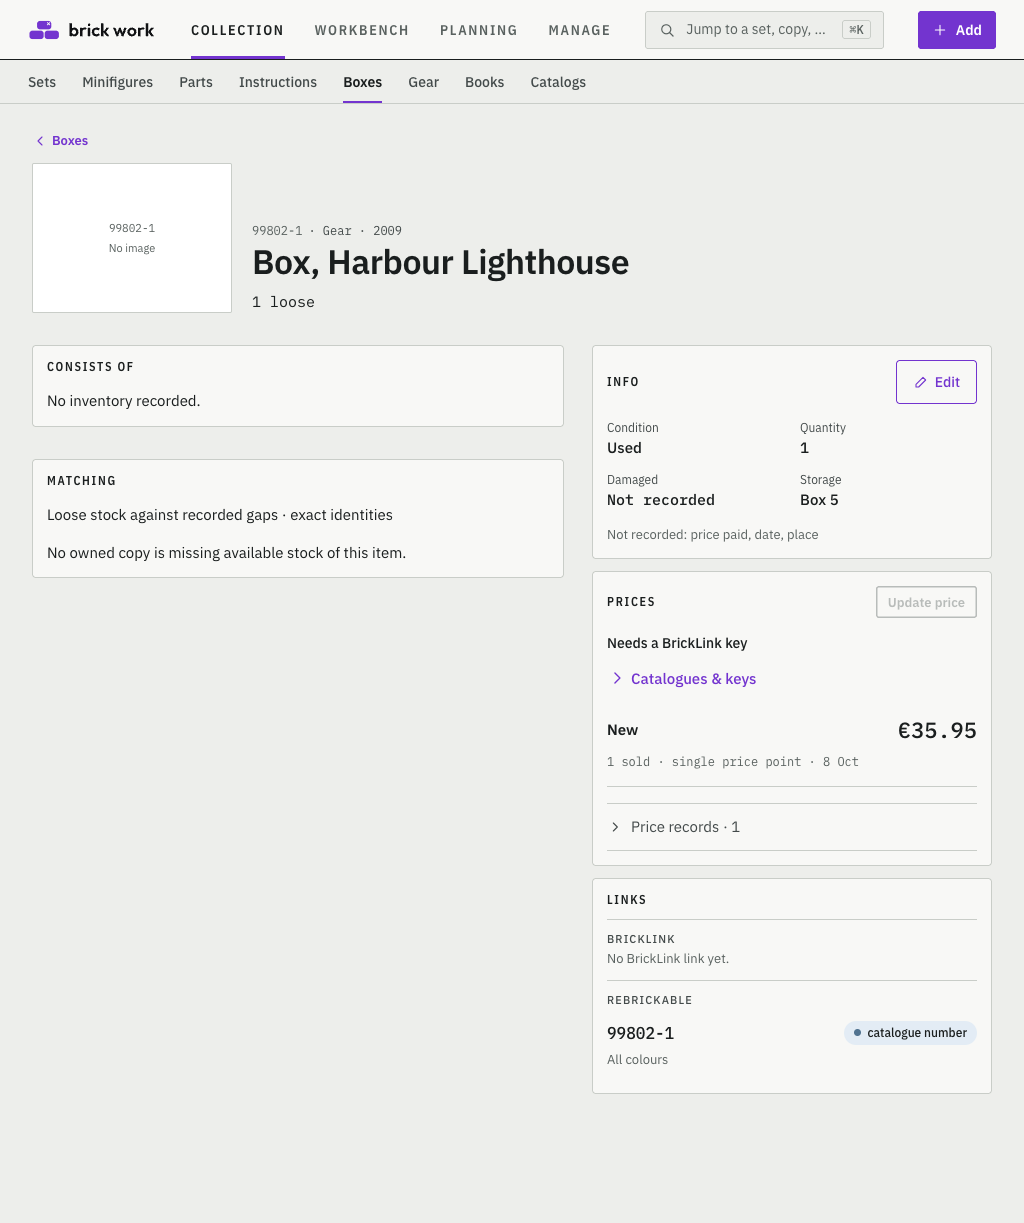 brick work
COLLECTION
WORKBENCH
PLANNING
MANAGE
Jump to a set, copy, ...
⌘K
Add
Sets
Minifigures
Parts
Instructions
Boxes
Gear
Books
Catalogs
Boxes
99802-1
No image
99802-1 · Gear · 2009
Box, Harbour Lighthouse
1 loose
CONSISTS OF
No inventory recorded.
MATCHING
Loose stock against recorded gaps · exact identities
No owned copy is missing available stock of this item.
INFO
Edit
Condition
Used
Quantity
1
Damaged
Not recorded
Storage
Box 5
Not recorded: price paid, date, place
PRICES
Update price
Needs a BrickLink key
Catalogues & keys
New
€35.95
1 sold · single price point · 8 Oct
Price records · 1
LINKS
BRICKLINK
No BrickLink link yet.
REBRICKABLE
99802-1
catalogue number
All colours